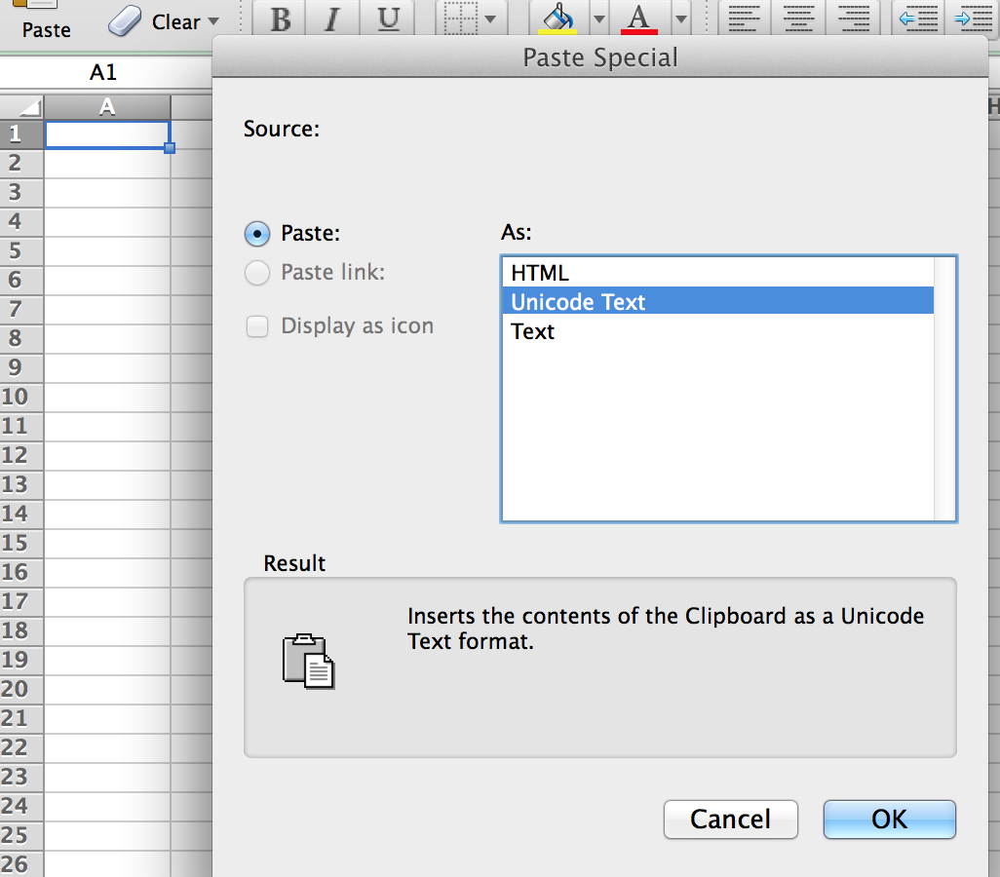 Paste
Clear
B I U
A
Paste Special
A1
A
H
Source:
Paste:
As:
Paste link:
Display as icon
HTML
Unicode Text
Text
Result
Inserts the contents of the Clipboard as a Unicode
Text format.
Cancel
OK
1
2
3
4
5
6
7
8
9
10
11
12
13
14
15
16
17
18
19
20
21
22
23
24
25
26